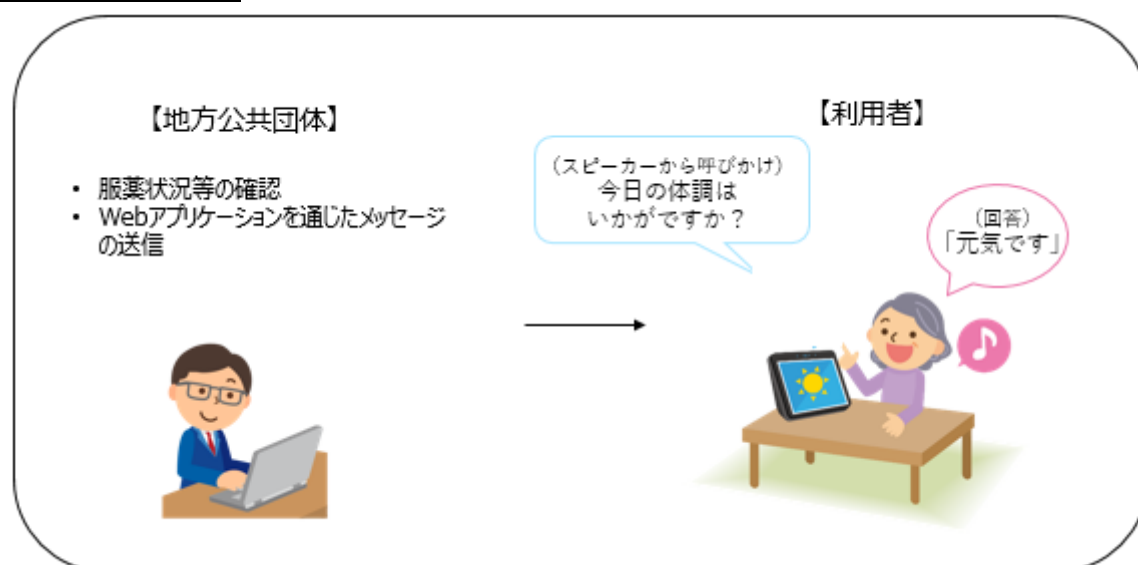 【地方公共団体】
• 服薬状況等の確認
• Webアプリケーションを通じたメッセージ
の送信
【利用者】
(スピーカーから呼びかけ)
今日の体調は
いかがですか？
(回答)
「元気です」